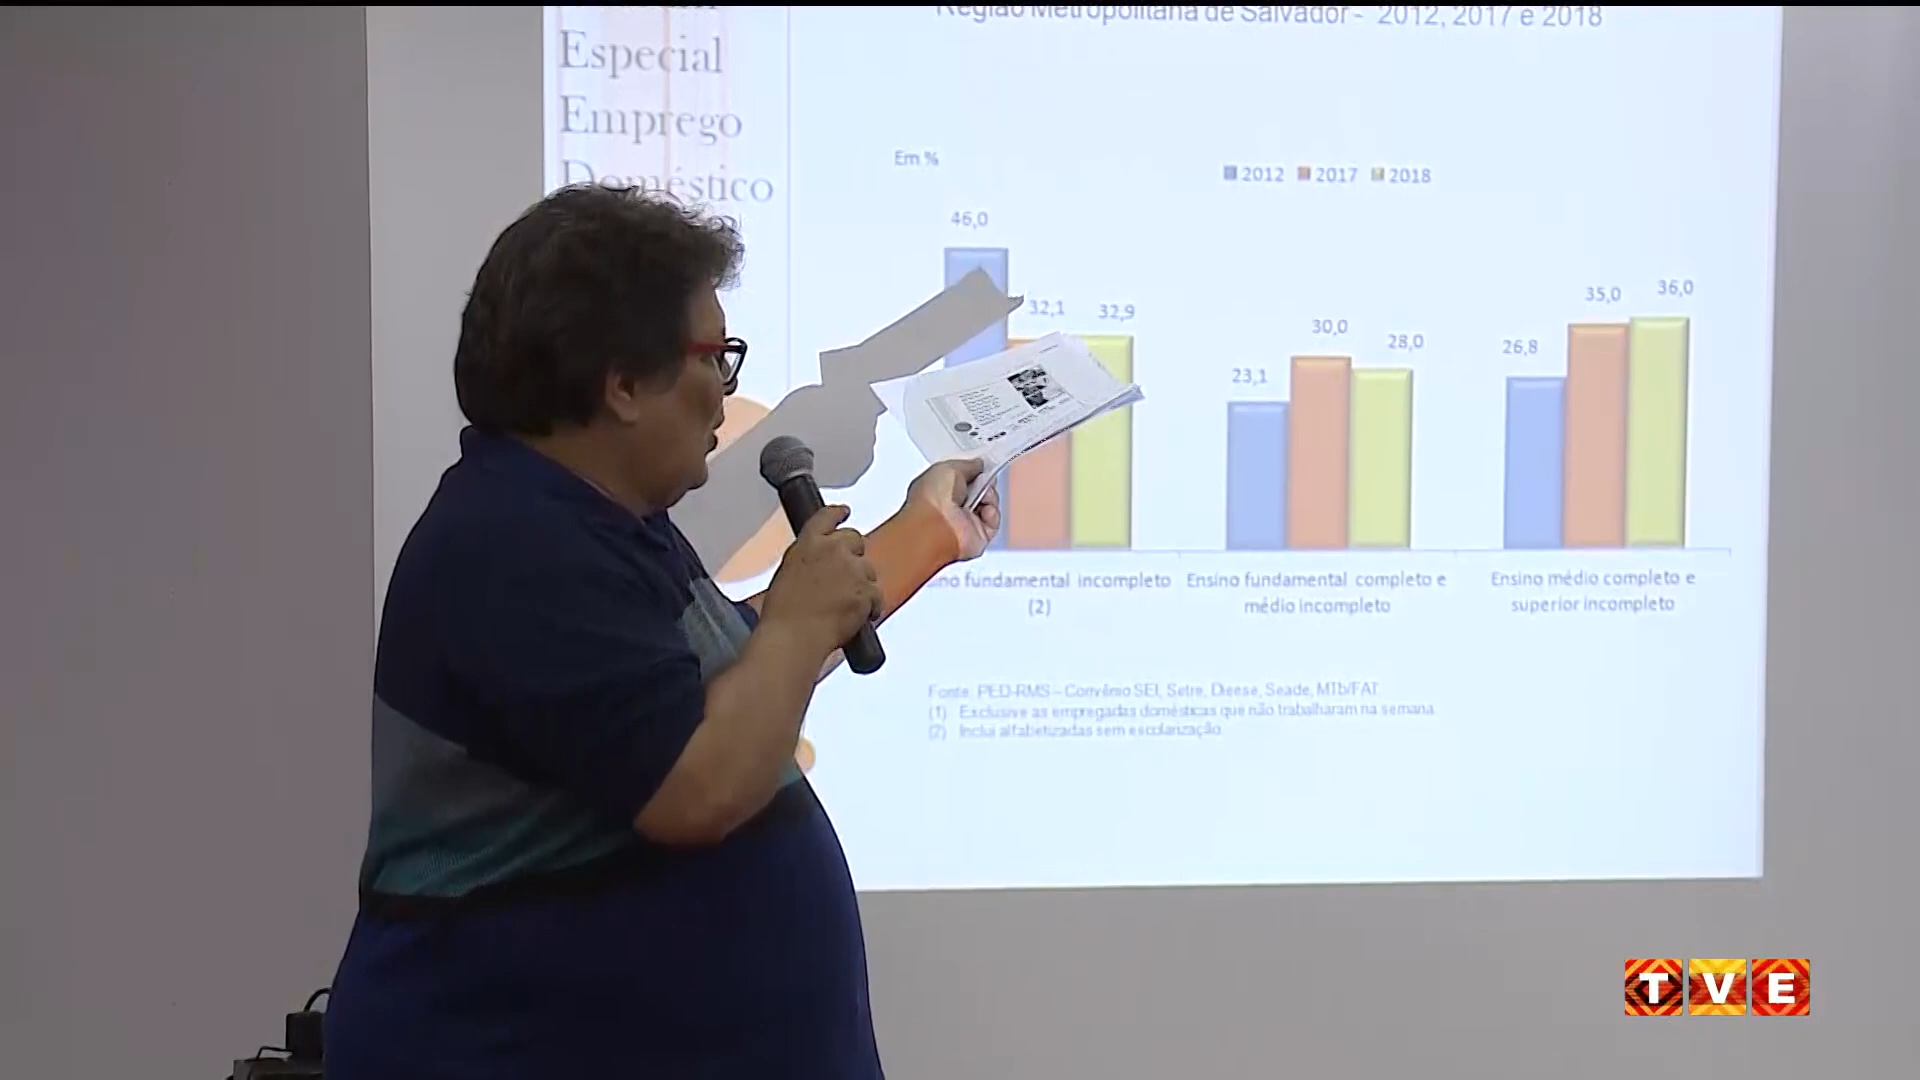 Região Metropolitana de Salvador - 2012, 2017 e 2018
Especial
Emprego
Doméstico
Em %
2012 2017 2018
46,0
32,1
32,9
23,1
30,0
28,0
26,8
35,0
36,0
no fundamental incompleto
(2)
Ensino fundamental completo e
médio incompleto
Ensino médio completo e
superior incompleto
Fonte: PED-RMS – Convênio SEI, Setre, Dieese, Seade, MTb/FAT.
(1) Exclusive as empregadas domésticas que não trabalharam na semana.
(2) Inclui alfabetizadas sem escolarização.
TVE